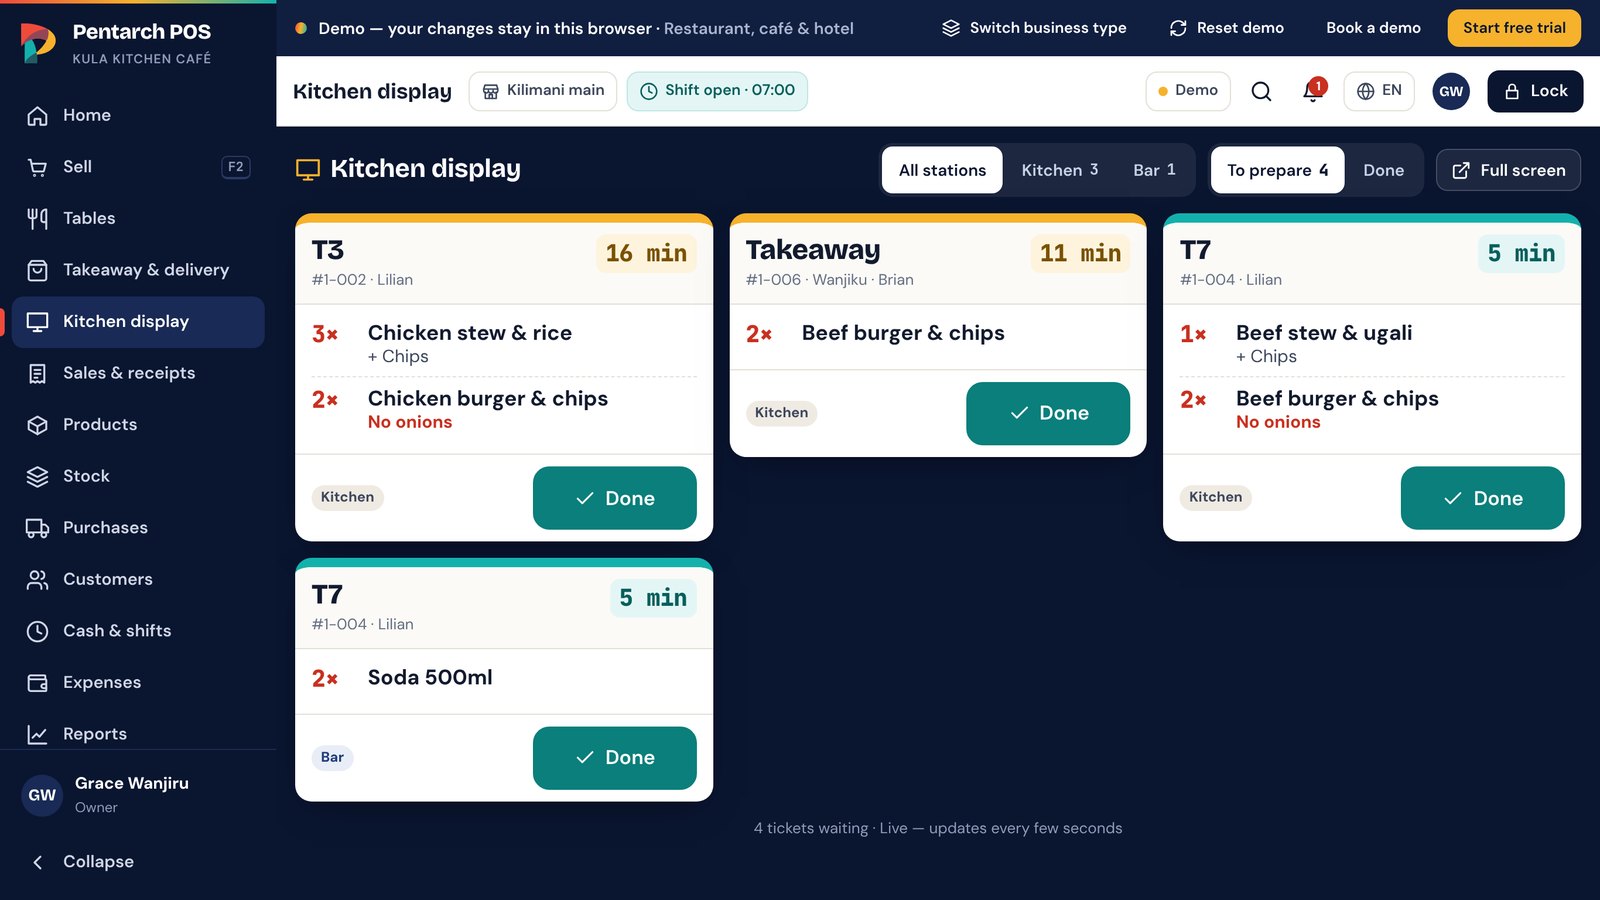 Pentarch POS
KULA KITCHEN CAFÉ
Home
Sell F2
Tables
Takeaway & delivery
Kitchen display
Sales & receipts
Products
Stock
Purchases
Customers
Cash & shifts
Expenses
Reports
GW Grace Wanjiru
Owner
Collapse
Demo — your changes stay in this browser · Restaurant, café & hotel
Switch business type
Reset demo
Book a demo
Start free trial
Kitchen display
Kilimani main
Shift open · 07:00
Demo
1
EN
GW
Lock
Kitchen display
All stations
Kitchen 3
Bar 1
To prepare 4
Done
Full screen
T3
16 min
#1-002 · Lilian
3× Chicken stew & rice
+ Chips
2× Chicken burger & chips
No onions
Kitchen
Done
Takeaway
11 min
#1-006 · Wanjiku · Brian
2× Beef burger & chips
Kitchen
Done
T7
5 min
#1-004 · Lilian
1× Beef stew & ugali
+ Chips
2× Beef burger & chips
No onions
Kitchen
Done
T7
5 min
#1-004 · Lilian
2× Soda 500ml
Bar
Done
4 tickets waiting · Live — updates every few seconds